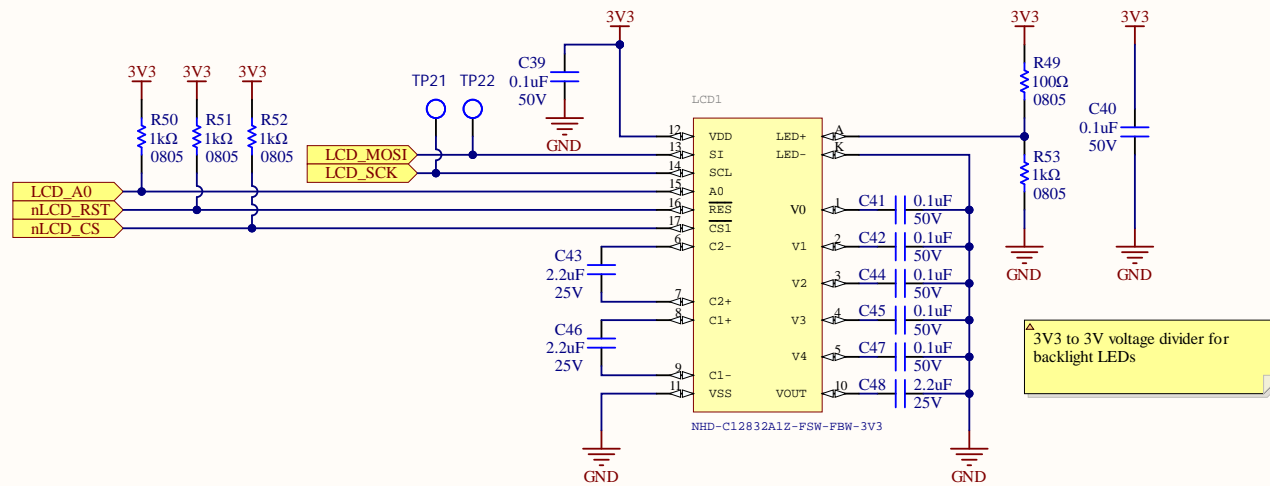 3V3
3V3
3V3
R50
1kΩ
0805
R51
1kΩ
0805
R52
1kΩ
0805
LCD_A0
nLCD_RST
nLCD_CS
TP21
TP22
LCD_MOSI
LCD_SCK
3V3
C39
0.1uF
50V
GND
C43
2.2uF
25V
C46
2.2uF
25V
GND
LCD1
12 VDD
13 SI
14 SCL
15 A0
16 RES
17 CS1
6 C2-
7 C2+
8 C1+
9 C1-
11 VSS
LED+ A
LED- K
V0 1
V1 2
V2 3
V3 4
V4 5
VOUT 10
NHD-C12832A1Z-FSW-FBW-3V3
C41 0.1uF
50V
C42 0.1uF
50V
C44 0.1uF
50V
C45 0.1uF
50V
C47 0.1uF
50V
C48 2.2uF
25V
GND
3V3
R49
100Ω
0805
R53
1kΩ
0805
GND
3V3
C40
0.1uF
50V
GND
3V3 to 3V voltage divider for
backlight LEDs